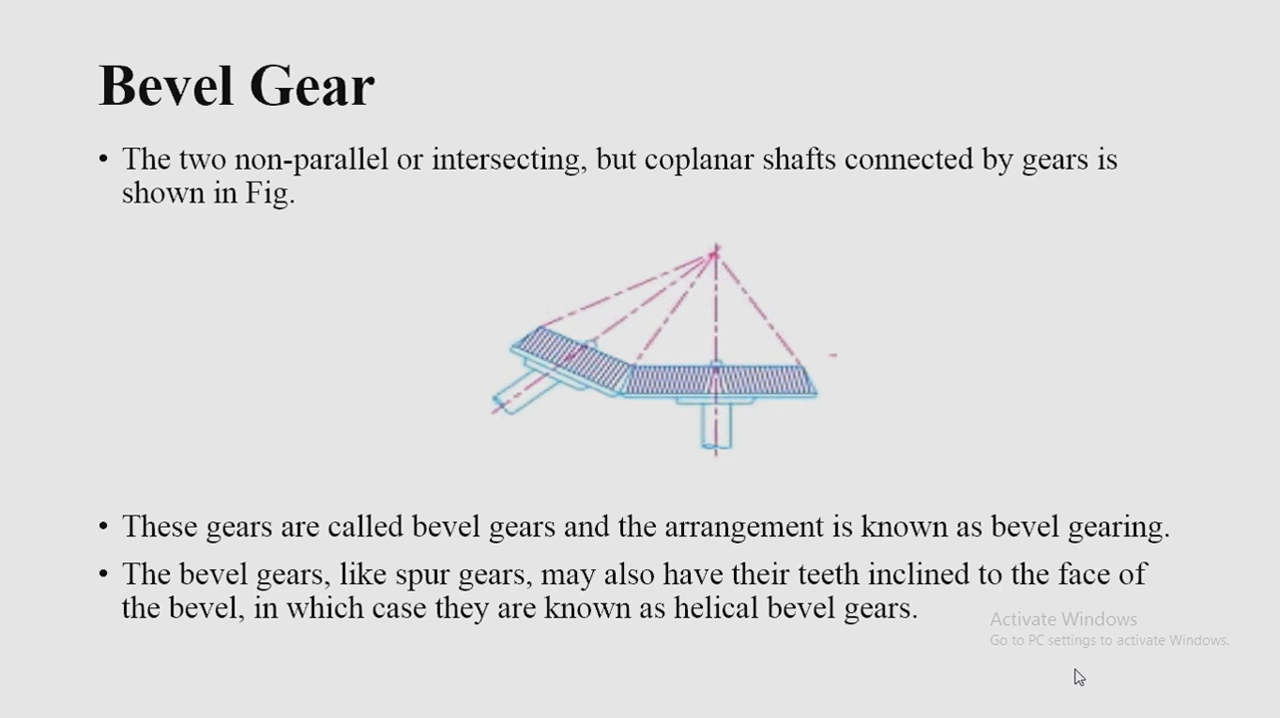 Bevel Gear
• The two non-parallel or intersecting, but coplanar shafts connected by gears is
shown in Fig.
• These gears are called bevel gears and the arrangement is known as bevel gearing.
• The bevel gears, like spur gears, may also have their teeth inclined to the face of
the bevel, in which case they are known as helical bevel gears.
Activate Windows
Go to PC settings to activate Windows.